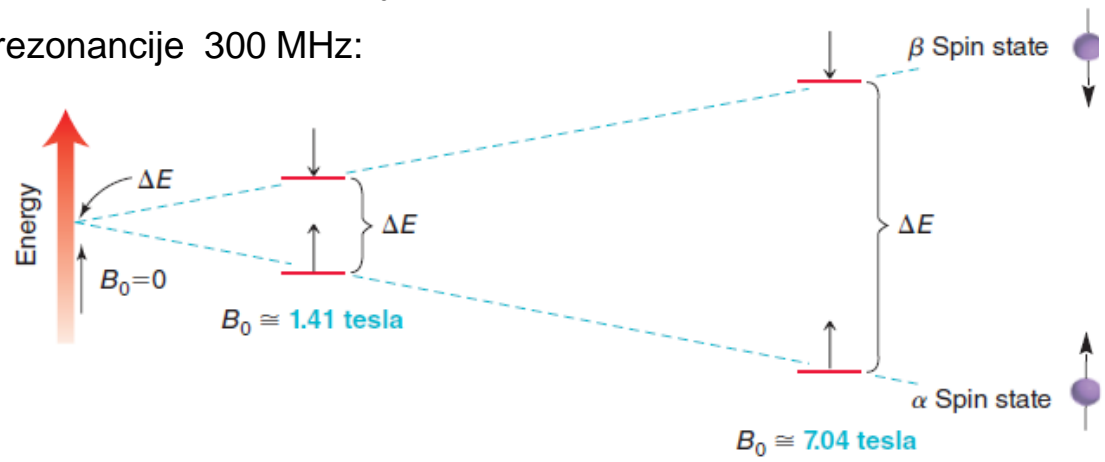 rezonancije 300 MHz:
β Spin state
ΔE
Energy
ΔE
ΔE
B₀=0
B₀ ≅ 1.41 tesla
α Spin state
B₀ ≅ 7.04 tesla